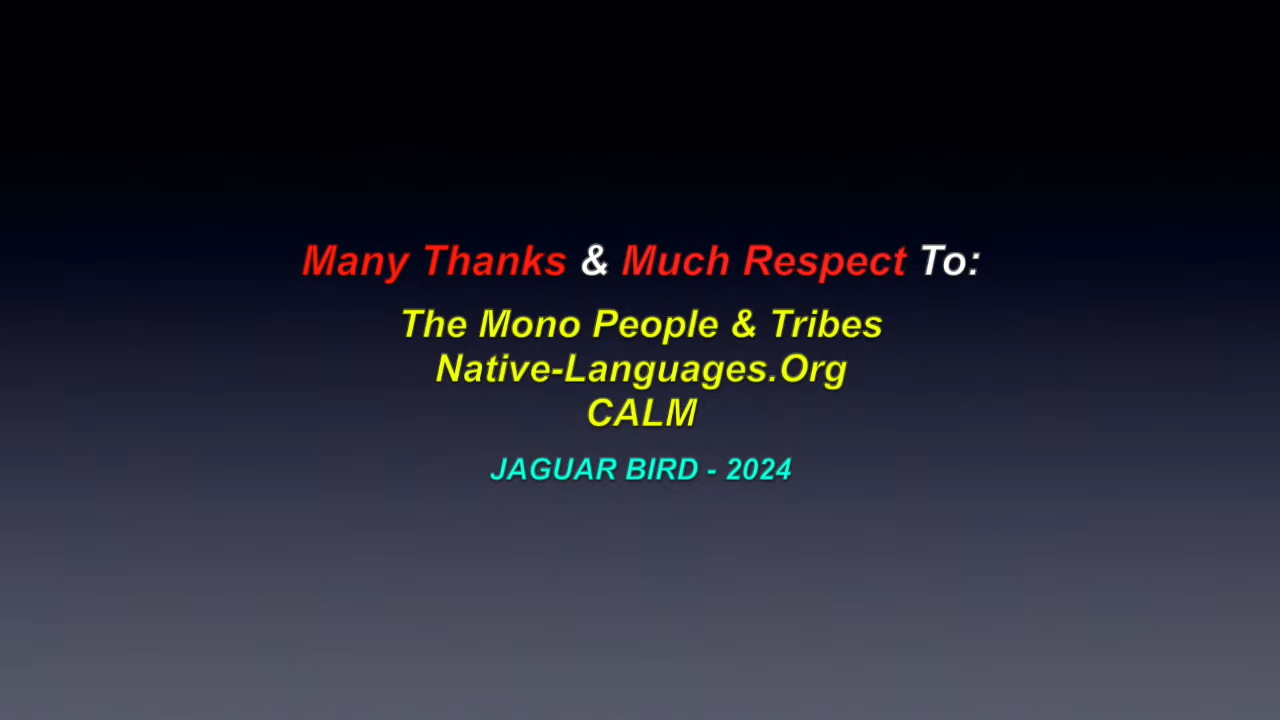 Many Thanks & Much Respect To:
The Mono People & Tribes
Native-Languages.Org
CALM
JAGUAR BIRD - 2024